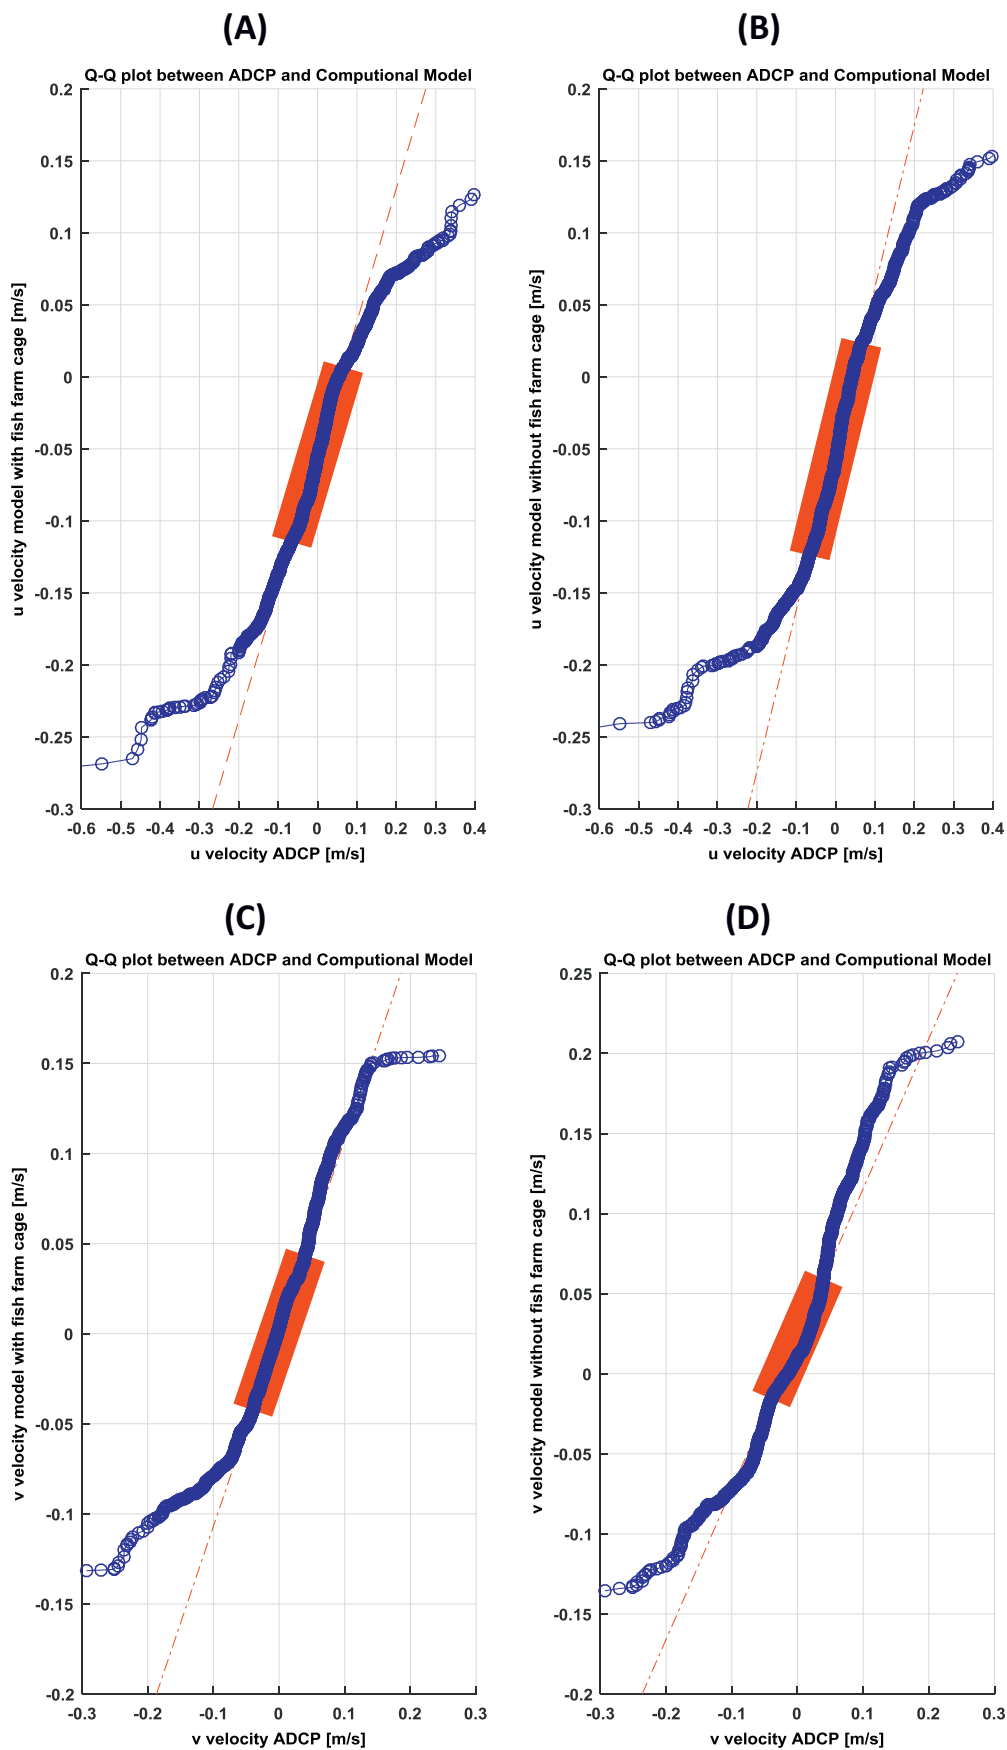 (A)
Q-Q plot between ADCP and Computional Model
0.2
0.15
0.1
0.05
0
-0.05
-0.1
-0.15
-0.2
-0.25
-0.3
u velocity model with fish farm cage [m/s]
-0.6 -0.5 -0.4 -0.3 -0.2 -0.1 0 0.1 0.2 0.3 0.4
u velocity ADCP [m/s]
(B)
Q-Q plot between ADCP and Computional Model
0.2
0.15
0.1
0.05
0
-0.05
-0.1
-0.15
-0.2
-0.25
-0.3
u velocity model without fish farm cage [m/s]
-0.6 -0.5 -0.4 -0.3 -0.2 -0.1 0 0.1 0.2 0.3 0.4
u velocity ADCP [m/s]
(C)
Q-Q plot between ADCP and Computional Model
0.2
0.15
0.1
0.05
0
-0.05
-0.1
-0.15
-0.2
v velocity model with fish farm cage [m/s]
-0.3 -0.2 -0.1 0 0.1 0.2 0.3
v velocity ADCP [m/s]
(D)
Q-Q plot between ADCP and Computional Model
0.25
0.2
0.15
0.1
0.05
0
-0.05
-0.1
-0.15
-0.2
v velocity model without fish farm cage [m/s]
-0.3 -0.2 -0.1 0 0.1 0.2 0.3
v velocity ADCP [m/s]